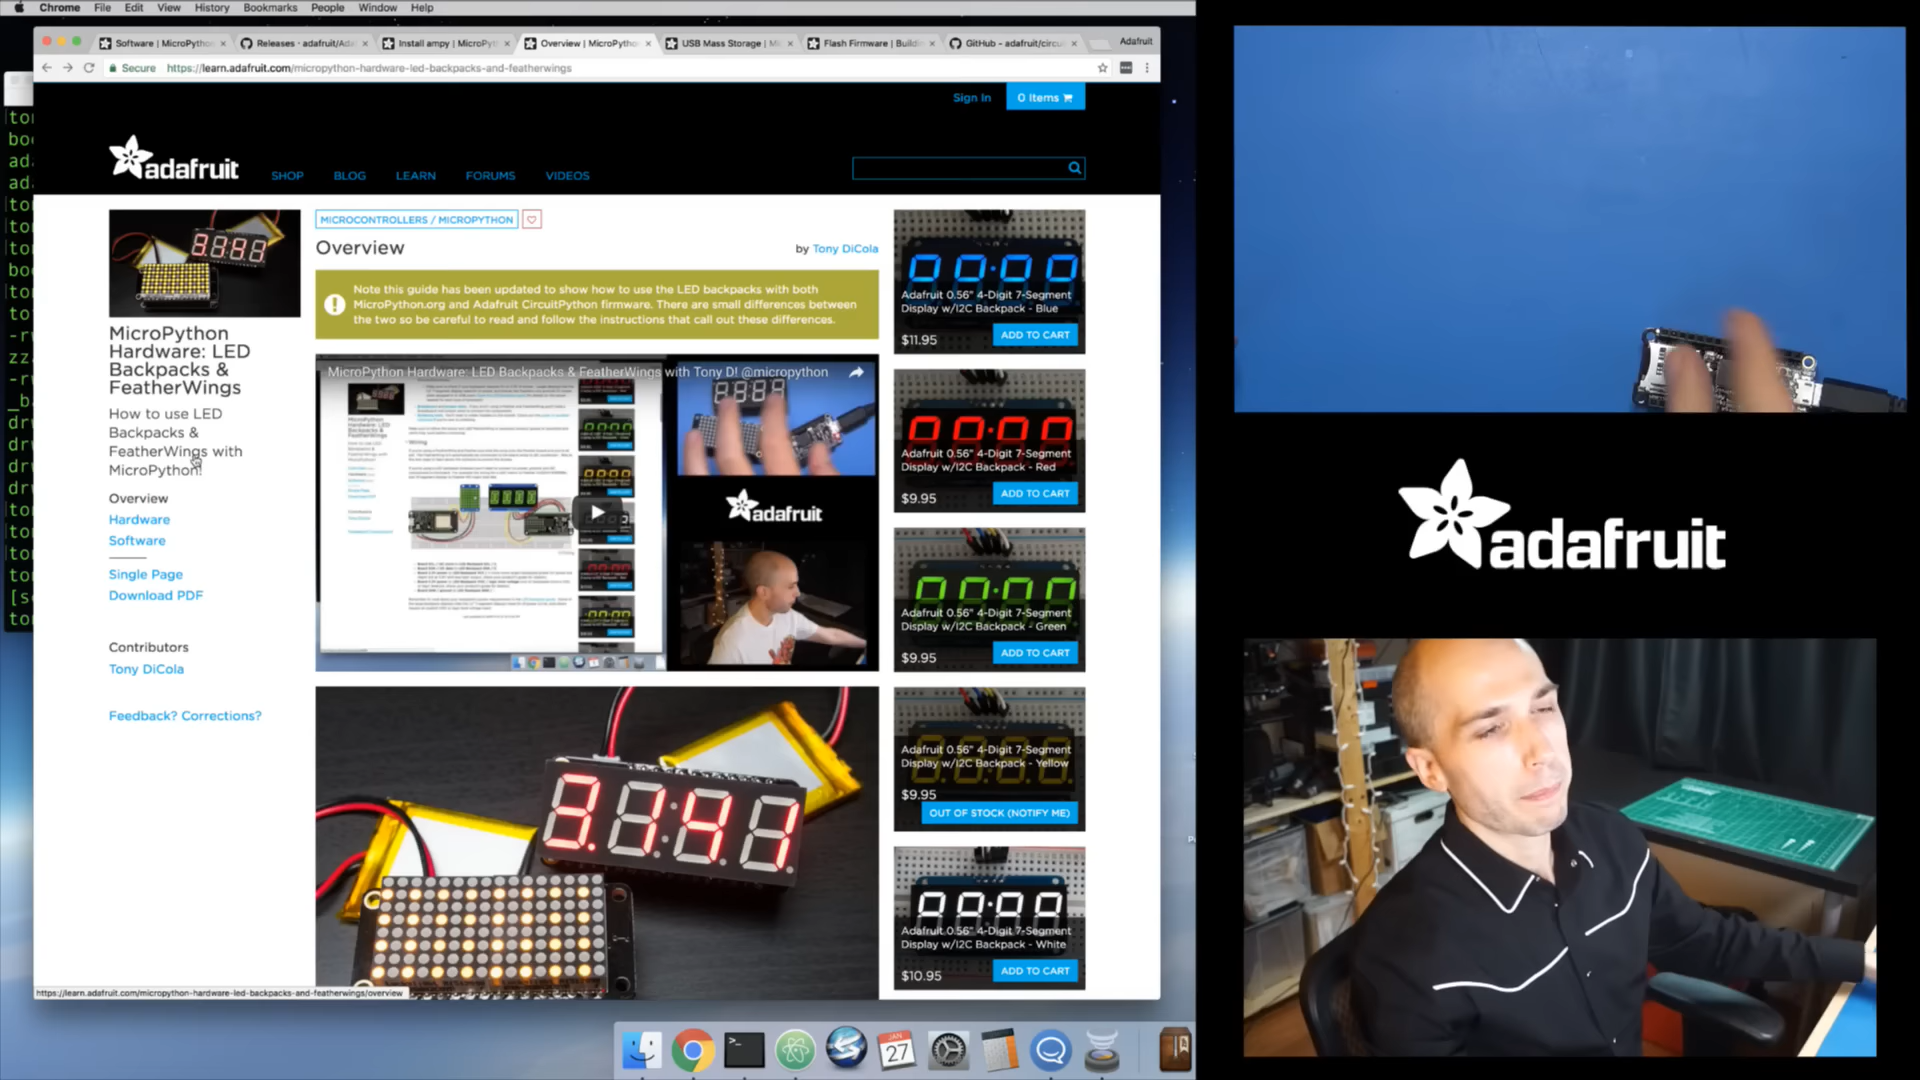 Chrome File Edit View History Bookmarks People Window Help
Software | MicroPytho × Releases · adafruit/Ada × Install ampy | MicroPyt × Overview | MicroPytho × USB Mass Storage | Mi × Flash Firmware | Buildin × GitHub - adafruit/circu × Adafruit
Secure https://learn.adafruit.com/micropython-hardware-led-backpacks-and-featherwings
Sign In 0 Items
adafruit SHOP BLOG LEARN FORUMS VIDEOS
MicroPython
Hardware: LED
Backpacks &
FeatherWings
How to use LED
Backpacks &
FeatherWings with
MicroPython!
Overview
Hardware
Software
Single Page
Download PDF
Contributors
Tony DiCola
Feedback? Corrections?
MICROCONTROLLERS / MICROPYTHON
Overview by Tony DiCola
Note this guide has been updated to show how to use the LED backpacks with both
MicroPython.org and Adafruit CircuitPython firmware. There are small differences between
the two so be careful to read and follow the instructions that call out these differences.
MicroPython Hardware: LED Backpacks & FeatherWings with Tony D! @micropython
adafruit
3.141
Adafruit 0.56" 4-Digit 7-Segment
Display w/I2C Backpack - Blue
$11.95 ADD TO CART
Adafruit 0.56" 4-Digit 7-Segment
Display w/I2C Backpack - Red
$9.95 ADD TO CART
Adafruit 0.56" 4-Digit 7-Segment
Display w/I2C Backpack - Green
$9.95 ADD TO CART
Adafruit 0.56" 4-Digit 7-Segment
Display w/I2C Backpack - Yellow
$9.95
OUT OF STOCK (NOTIFY ME)
Adafruit 0.56" 4-Digit 7-Segment
Display w/I2C Backpack - White
$10.95 ADD TO CART
https://learn.adafruit.com/micropython-hardware-led-backpacks-and-featherwings/overview
JAN
27
adafruit